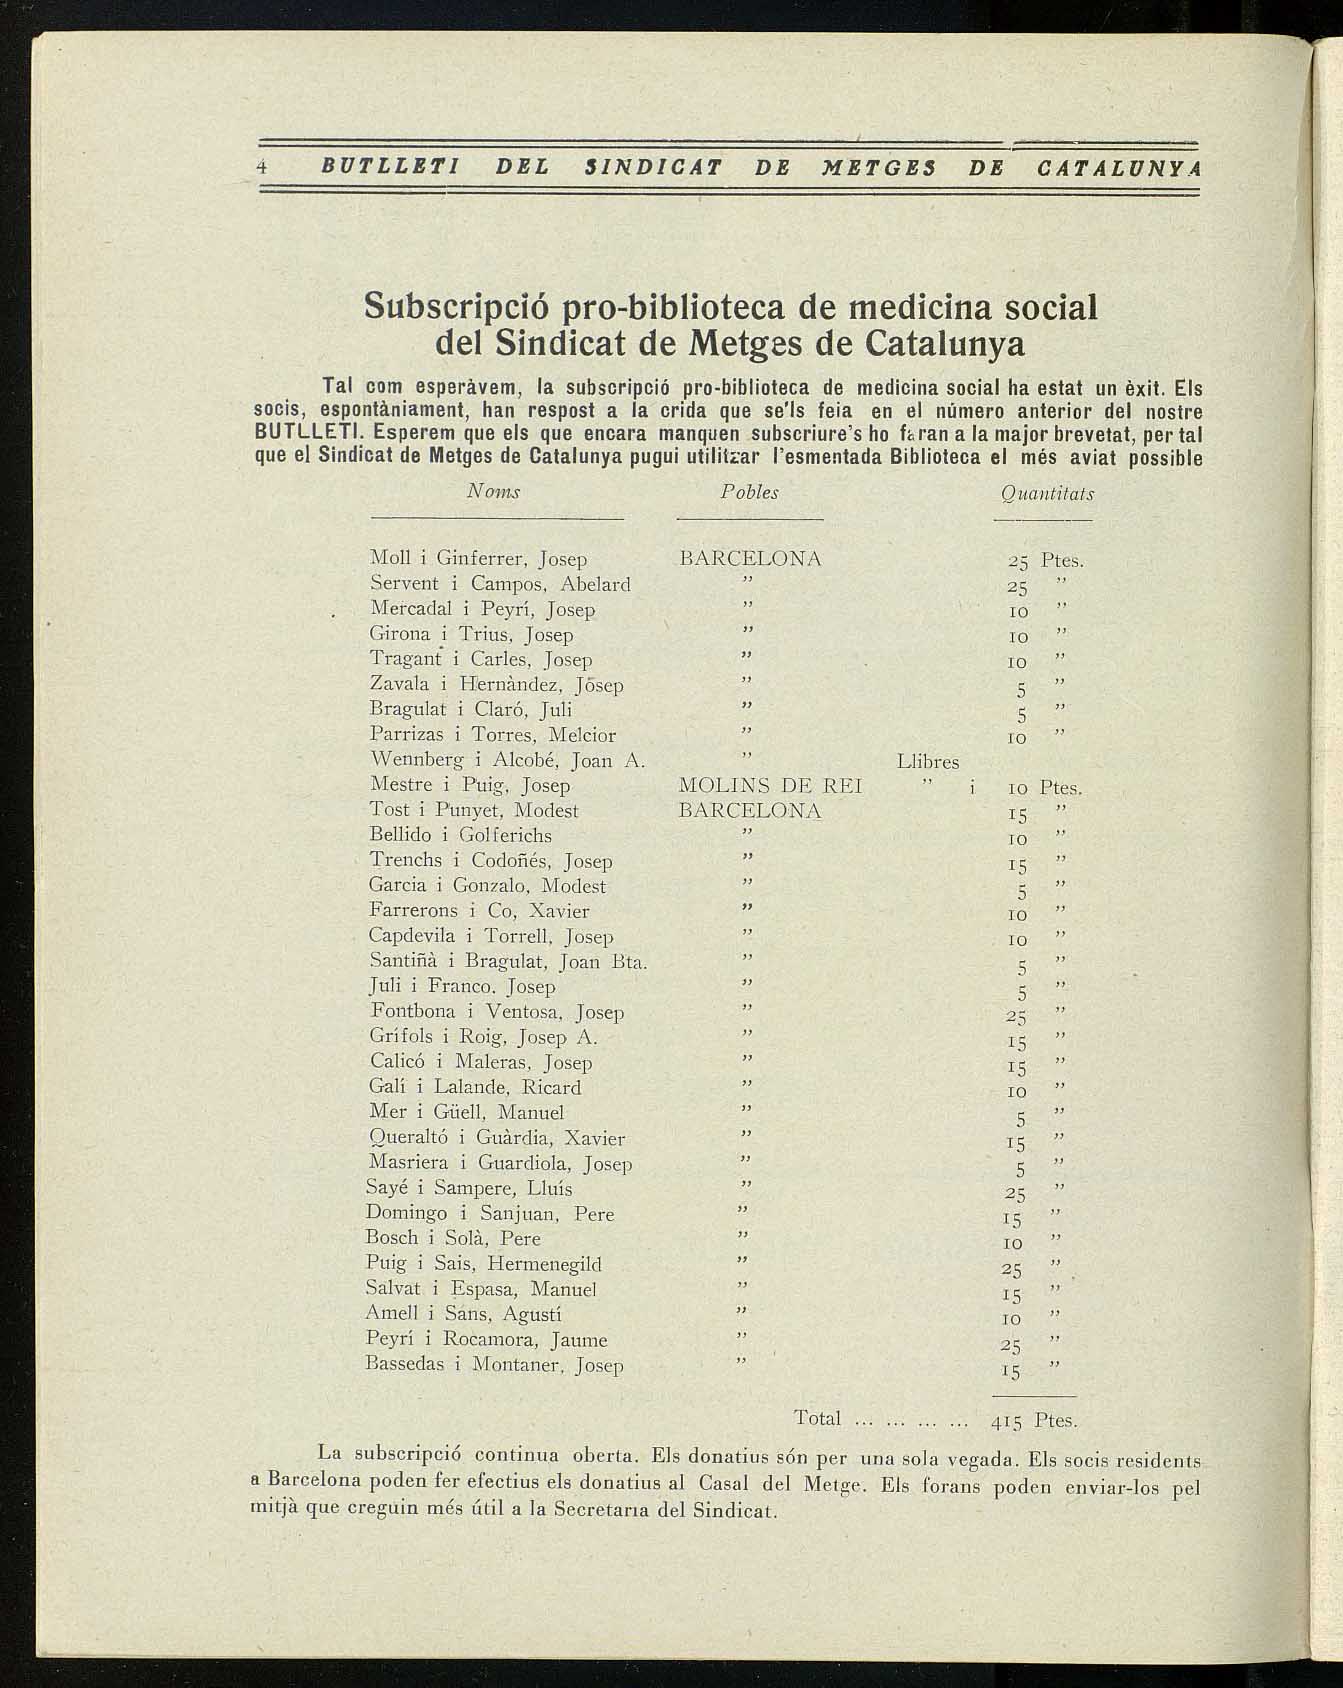 4 BUTLLETI DEL SINDICAT DE METGES DE CATALUNYA
Subscripció pro-biblioteca de medicina social
del Sindicat de Metges de Catalunya
Tal com esperàvem, la subscripció pro-biblioteca de medicina social ha estat un èxit. Els
socis, espontàniament, han respost a la crida que se'ls feia en el número anterior del nostre
BUTLLETI. Esperem que els que encara manquen subscriure's ho faran a la major brevetat, per tal
que el Sindicat de Metges de Catalunya pugui utilitzar l'esmentada Biblioteca el més aviat possible
Noms Pobles Quantitats
Moll i Ginferrer, Josep BARCELONA 25 Ptes.
Servent i Campos, Abelard " 25 "
Mercadal i Peyrí, Josep " 10 "
Girona i Trius, Josep " 10 "
Tragant i Carles, Josep " 10 "
Zavala i Hernàndez, Josep " 5 "
Bragulat i Claró, Juli " 5 "
Parrizas i Torres, Melcior " 10 "
Wennberg i Alcobé, Joan A. " Llibres
Mestre i Puig, Josep MOLINS DE REI " i 10 Ptes.
Tost i Punyet, Modest BARCELONA 15 "
Bellido i Golferichs " 10 "
Trenchs i Codoñés, Josep " 15 "
Garcia i Gonzalo, Modest " 5 "
Farrerons i Co, Xavier " 10 "
Capdevila i Torrell, Josep " 10 "
Santiñà i Bragulat, Joan Bta. " 5 "
Juli i Franco. Josep " 5 "
Fontbona i Ventosa, Josep " 25 "
Grífols i Roig, Josep A. " 15 "
Calicó i Maleras, Josep " 15 "
Galí i Lalande, Ricard " 10 "
Mer i Güell, Manuel " 5 "
Queraltó i Guàrdia, Xavier " 15 "
Masriera i Guardiola, Josep " 5 "
Sayé i Sampere, Lluís " 25 "
Domingo i Sanjuan, Pere " 15 "
Bosch i Solà, Pere " 10 "
Puig i Sais, Hermenegild " 25 "
Salvat i Espasa, Manuel " 15 "
Amell i Sans, Agustí " 10 "
Peyrí i Rocamora, Jaume " 25 "
Bassedas i Montaner, Josep " 15 "
Total ... ... ... ... 415 Ptes.
La subscripció continua oberta. Els donatius són per una sola vegada. Els socis residents
a Barcelona poden fer efectius els donatius al Casal del Metge. Els forans poden enviar-los pel
mitjà que creguin més útil a la Secretaria del Sindicat.